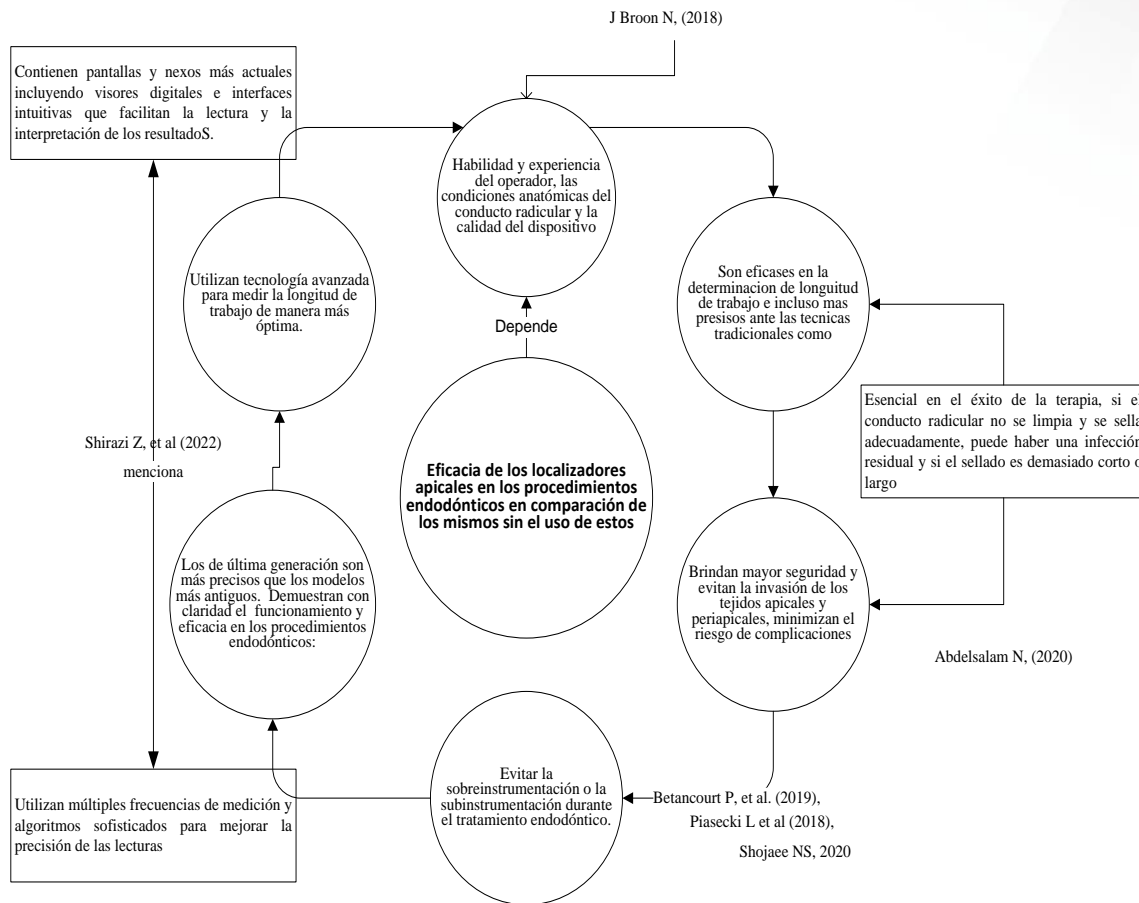 J Broon N, (2018)
Contienen pantallas y nexos más actuales
incluyendo visores digitales e interfaces
intuitivas que facilitan la lectura y la
interpretación de los resultadoS.
Habilidad y experiencia
del operador, las
condiciones anatómicas del
conducto radicular y la
calidad del dispositivo
Utilizan tecnología avanzada
para medir la longitud de
trabajo de manera más
óptima.
Son eficases en la
determinacion de longuitud
de trabajo e incluso mas
presisos ante las tecnicas
tradicionales como
Depende
Esencial en el éxito de la terapia, si el
conducto radicular no se limpia y se sella
adecuadamente, puede haber una infección
residual y si el sellado es demasiado corto o
largo
Shirazi Z, et al (2022)
menciona
Eficacia de los localizadores
apicales en los procedimientos
endodónticos en comparación de
los mismos sin el uso de estos
Los de última generación son
más precisos que los modelos
más antiguos. Demuestran con
claridad el funcionamiento y
eficacia en los procedimientos
endodónticos:
Brindan mayor seguridad y
evitan la invasión de los
tejidos apicales y
periapicales, minimizan el
riesgo de complicaciones
Abdelsalam N, (2020)
Utilizan múltiples frecuencias de medición y
algoritmos sofisticados para mejorar la
precisión de las lecturas
Evitar la
sobreinstrumentación o la
subinstrumentación durante
el tratamiento endodóntico.
Betancourt P, et al. (2019),
Piasecki L et al (2018),
Shojaee NS, 2020